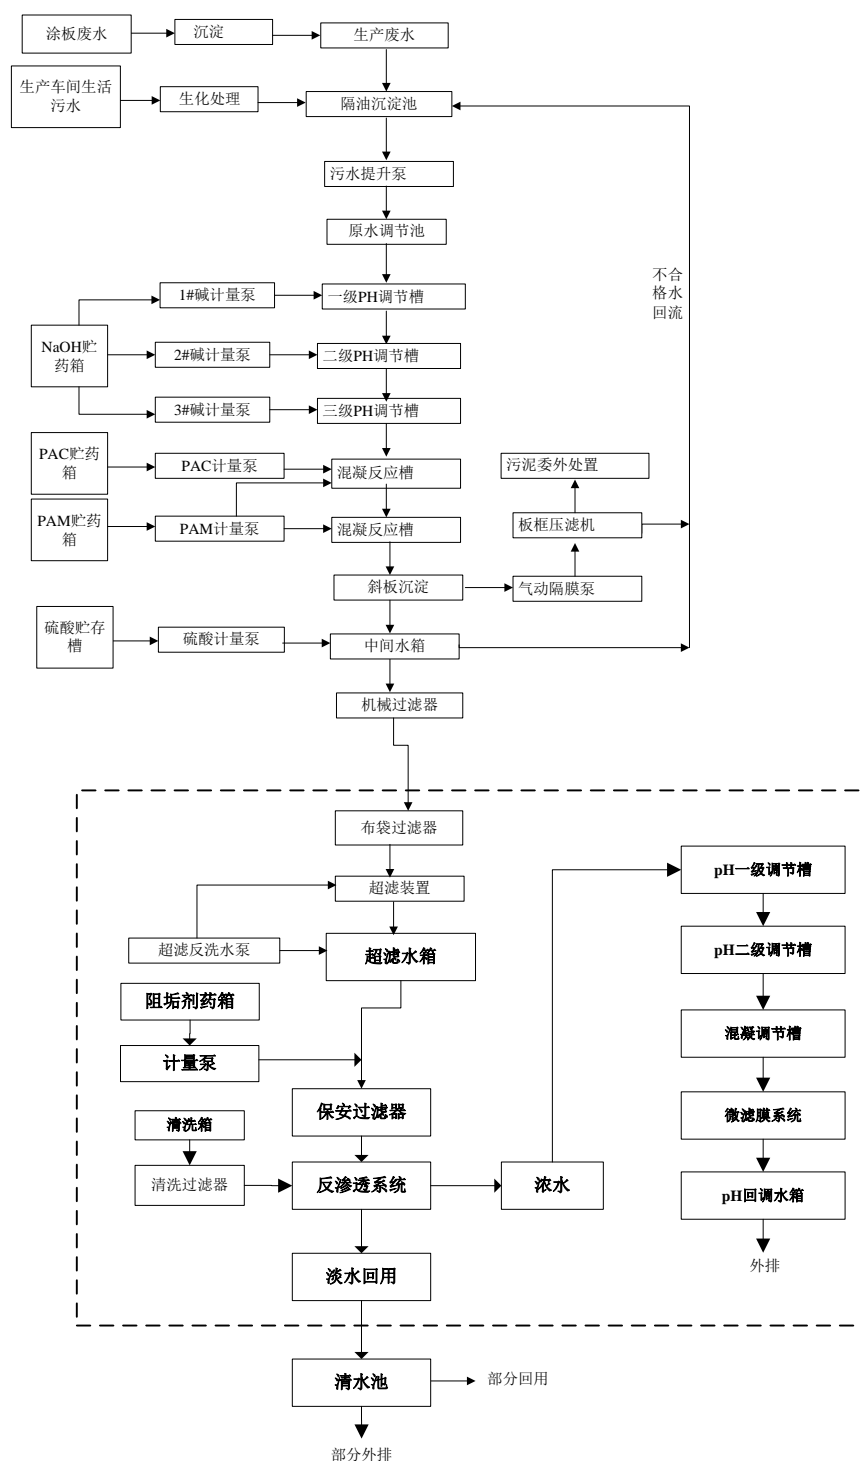 涂板废水
沉淀
生产废水
生产车间生活
污水
生化处理
隔油沉淀池
污水提升泵
原水调节池
不合
格水
回流
1#碱计量泵
一级PH调节槽
NaOH贮
药箱
2#碱计量泵
二级PH调节槽
3#碱计量泵
三级PH调节槽
PAC贮药
箱
PAC计量泵
混凝反应槽
污泥委外处置
PAM贮药
箱
PAM计量泵
混凝反应槽
板框压滤机
斜板沉淀
气动隔膜泵
硫酸贮存
槽
硫酸计量泵
中间水箱
机械过滤器
布袋过滤器
超滤装置
超滤反洗水泵
超滤水箱
阻垢剂药箱
计量泵
保安过滤器
清洗箱
清洗过滤器
反渗透系统
浓水
pH一级调节槽
pH二级调节槽
混凝调节槽
微滤膜系统
pH回调水箱
外排
淡水回用
清水池
部分回用
部分外排